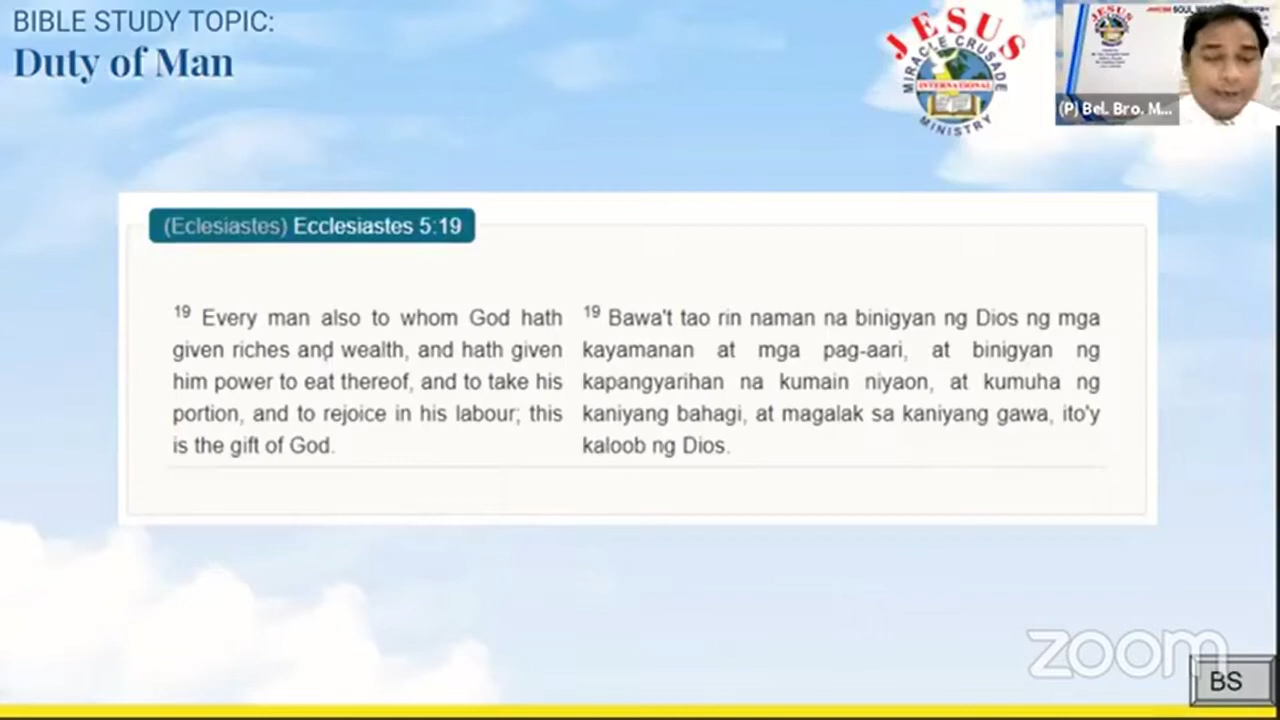 BIBLE STUDY TOPIC:
Duty of Man
JESUS
MIRACLE CRUSADE
INTERNATIONAL
MINISTRY
JESUS
(P) Bel. Bro. M...
(Eclesiastes) Ecclesiastes 5:19
19 Every man also to whom God hath
given riches and wealth, and hath given
him power to eat thereof, and to take his
portion, and to rejoice in his labour; this
is the gift of God.
19 Bawa't tao rin naman na binigyan ng Dios ng mga
kayamanan at mga pag-aari, at binigyan ng
kapangyarihan na kumain niyaon, at kumuha ng
kaniyang bahagi, at magalak sa kaniyang gawa, ito'y
kaloob ng Dios.
zoom
BS